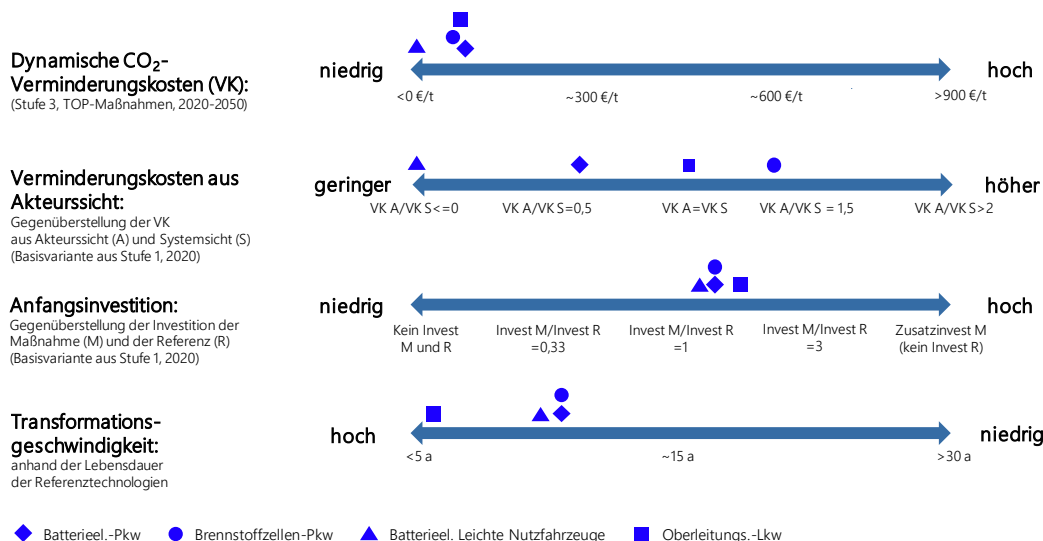 Dynamische CO₂-
Verminderungskosten (VK):
(Stufe 3, TOP-Maßnahmen, 2020-2050)
niedrig
hoch
<0 €/t
~300 €/t
~600 €/t
>900 €/t
Verminderungskosten aus
Akteurssicht:
Gegenüberstellung der VK
aus Akteurssicht (A) und Systemsicht (S)
(Basisvariante aus Stufe 1, 2020)
geringer
höher
VK A/VK S<=0
VK A/VK S=0,5
VK A=VK S
VK A/VK S = 1,5
VK A/VK S>2
Anfangsinvestition:
Gegenüberstellung der Investition der
Maßnahme (M) und der Referenz (R)
(Basisvariante aus Stufe 1, 2020)
niedrig
hoch
Kein Invest
M und R
Invest M/Invest R
=0,33
Invest M/Invest R
=1
Invest M/Invest R
=3
Zusatzinvest M
(kein Invest R)
Transformations-
geschwindigkeit:
anhand der Lebensdauer
der Referenztechnologien
hoch
niedrig
<5 a
~15 a
>30 a
Batterieel.-Pkw
Brennstoffzellen-Pkw
Batterieel. Leichte Nutzfahrzeuge
Oberleitungs.-Lkw